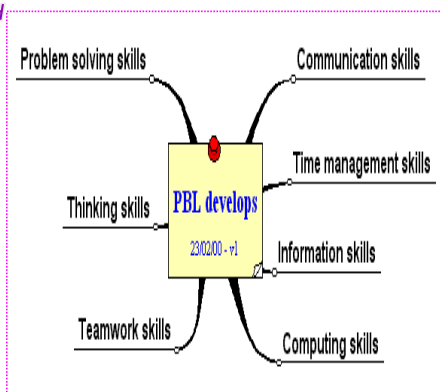 Problem solving skills
Communication skills
Time management skills
Thinking skills
PBL develops
23/02/00 - v1
Information skills
Teamwork skills
Computing skills